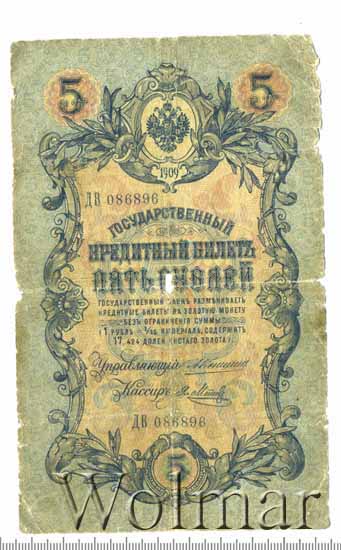 5 5
1909
ДВ 086896
ГОСУДАРСТВЕННЫЙ
КРЕДИТНЫЙ БИЛЕТЪ
ПЯТЬ РУБЛЕЙ
ГОСУДАРСТВЕННЫЙ БАНКЪ РАЗМѢНИВАЕТЪ
КРЕДИТНЫЕ БИЛЕТЫ НА ЗОЛОТУЮ МОНЕТУ
БЕЗЪ ОГРАНИЧЕНІЯ СУММЫ
(1 РУБЛЬ = 1/15 ИМПЕРІАЛА, СОДЕРЖИТЪ
17,424 ДОЛЕЙ ЧИСТАГО ЗОЛОТА)
Управляющій
Кассиръ
ДВ 086896
5
Wolmar